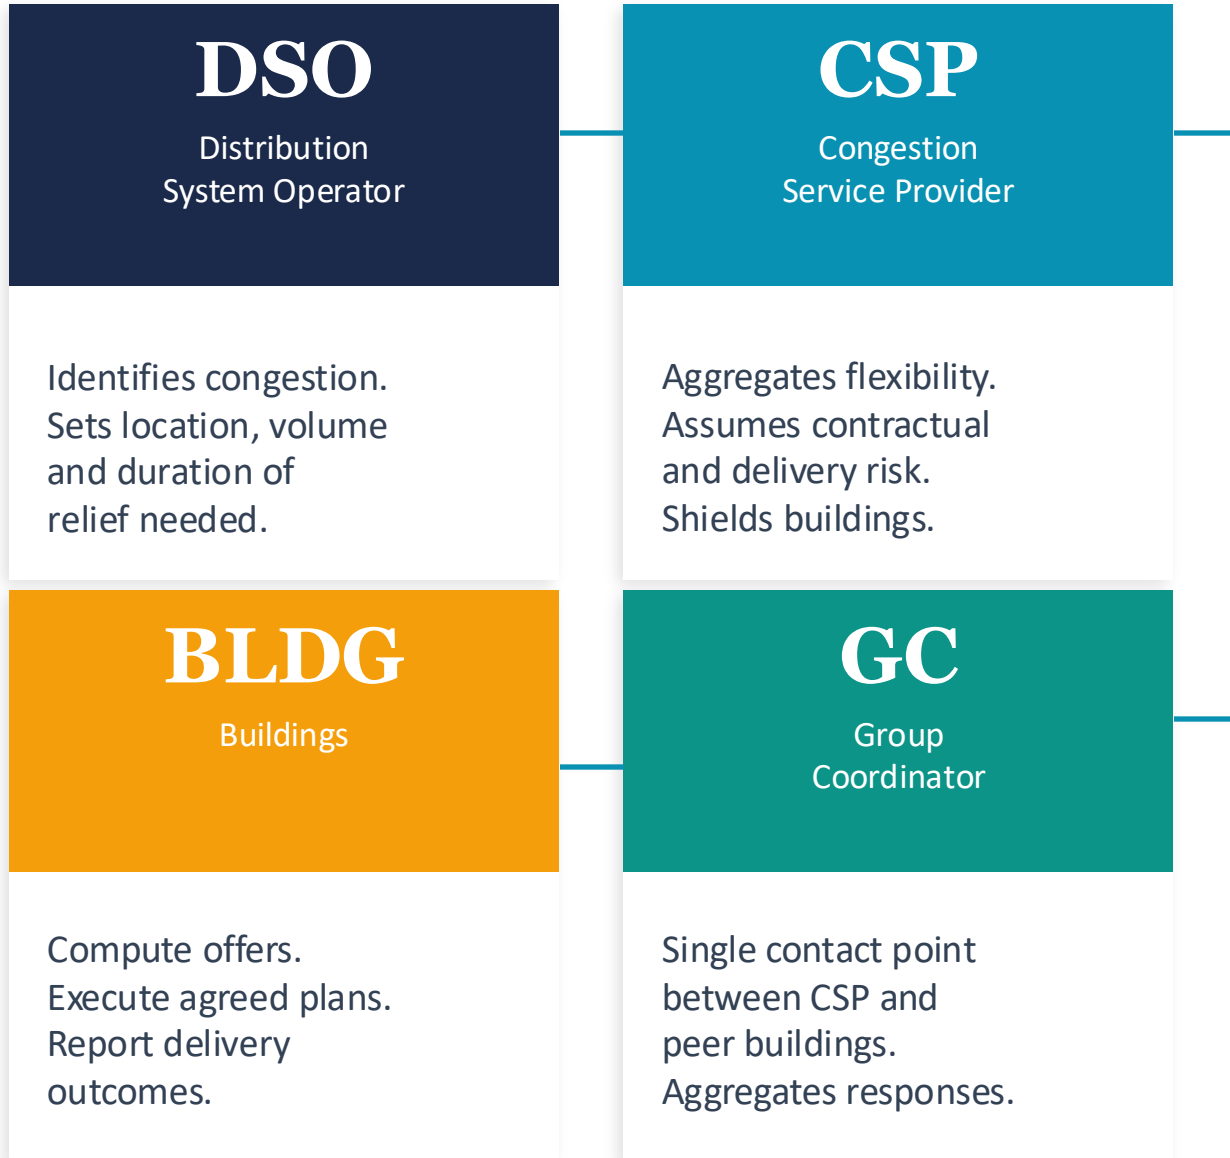 DSO
Distribution
System Operator
Identifies congestion.
Sets location, volume
and duration of
relief needed.
CSP
Congestion
Service Provider
Aggregates flexibility.
Assumes contractual
and delivery risk.
Shields buildings.
BLDG
Buildings
Compute offers.
Execute agreed plans.
Report delivery
outcomes.
GC
Group
Coordinator
Single contact point
between CSP and
peer buildings.
Aggregates responses.